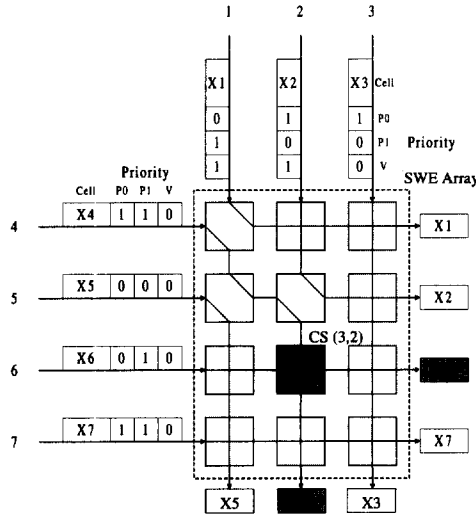 1 2 3
X1 X2 X3 Cell
0 1 1 P0
1 0 0 P1 Priority
1 1 0 V
SWE Array
Priority
Cell P0 P1 V
4 X4 1 1 0 X1
5 X5 0 0 0 X2
CS (3,2)
6 X6 0 1 0
7 X7 1 1 0 X7
X5 X3